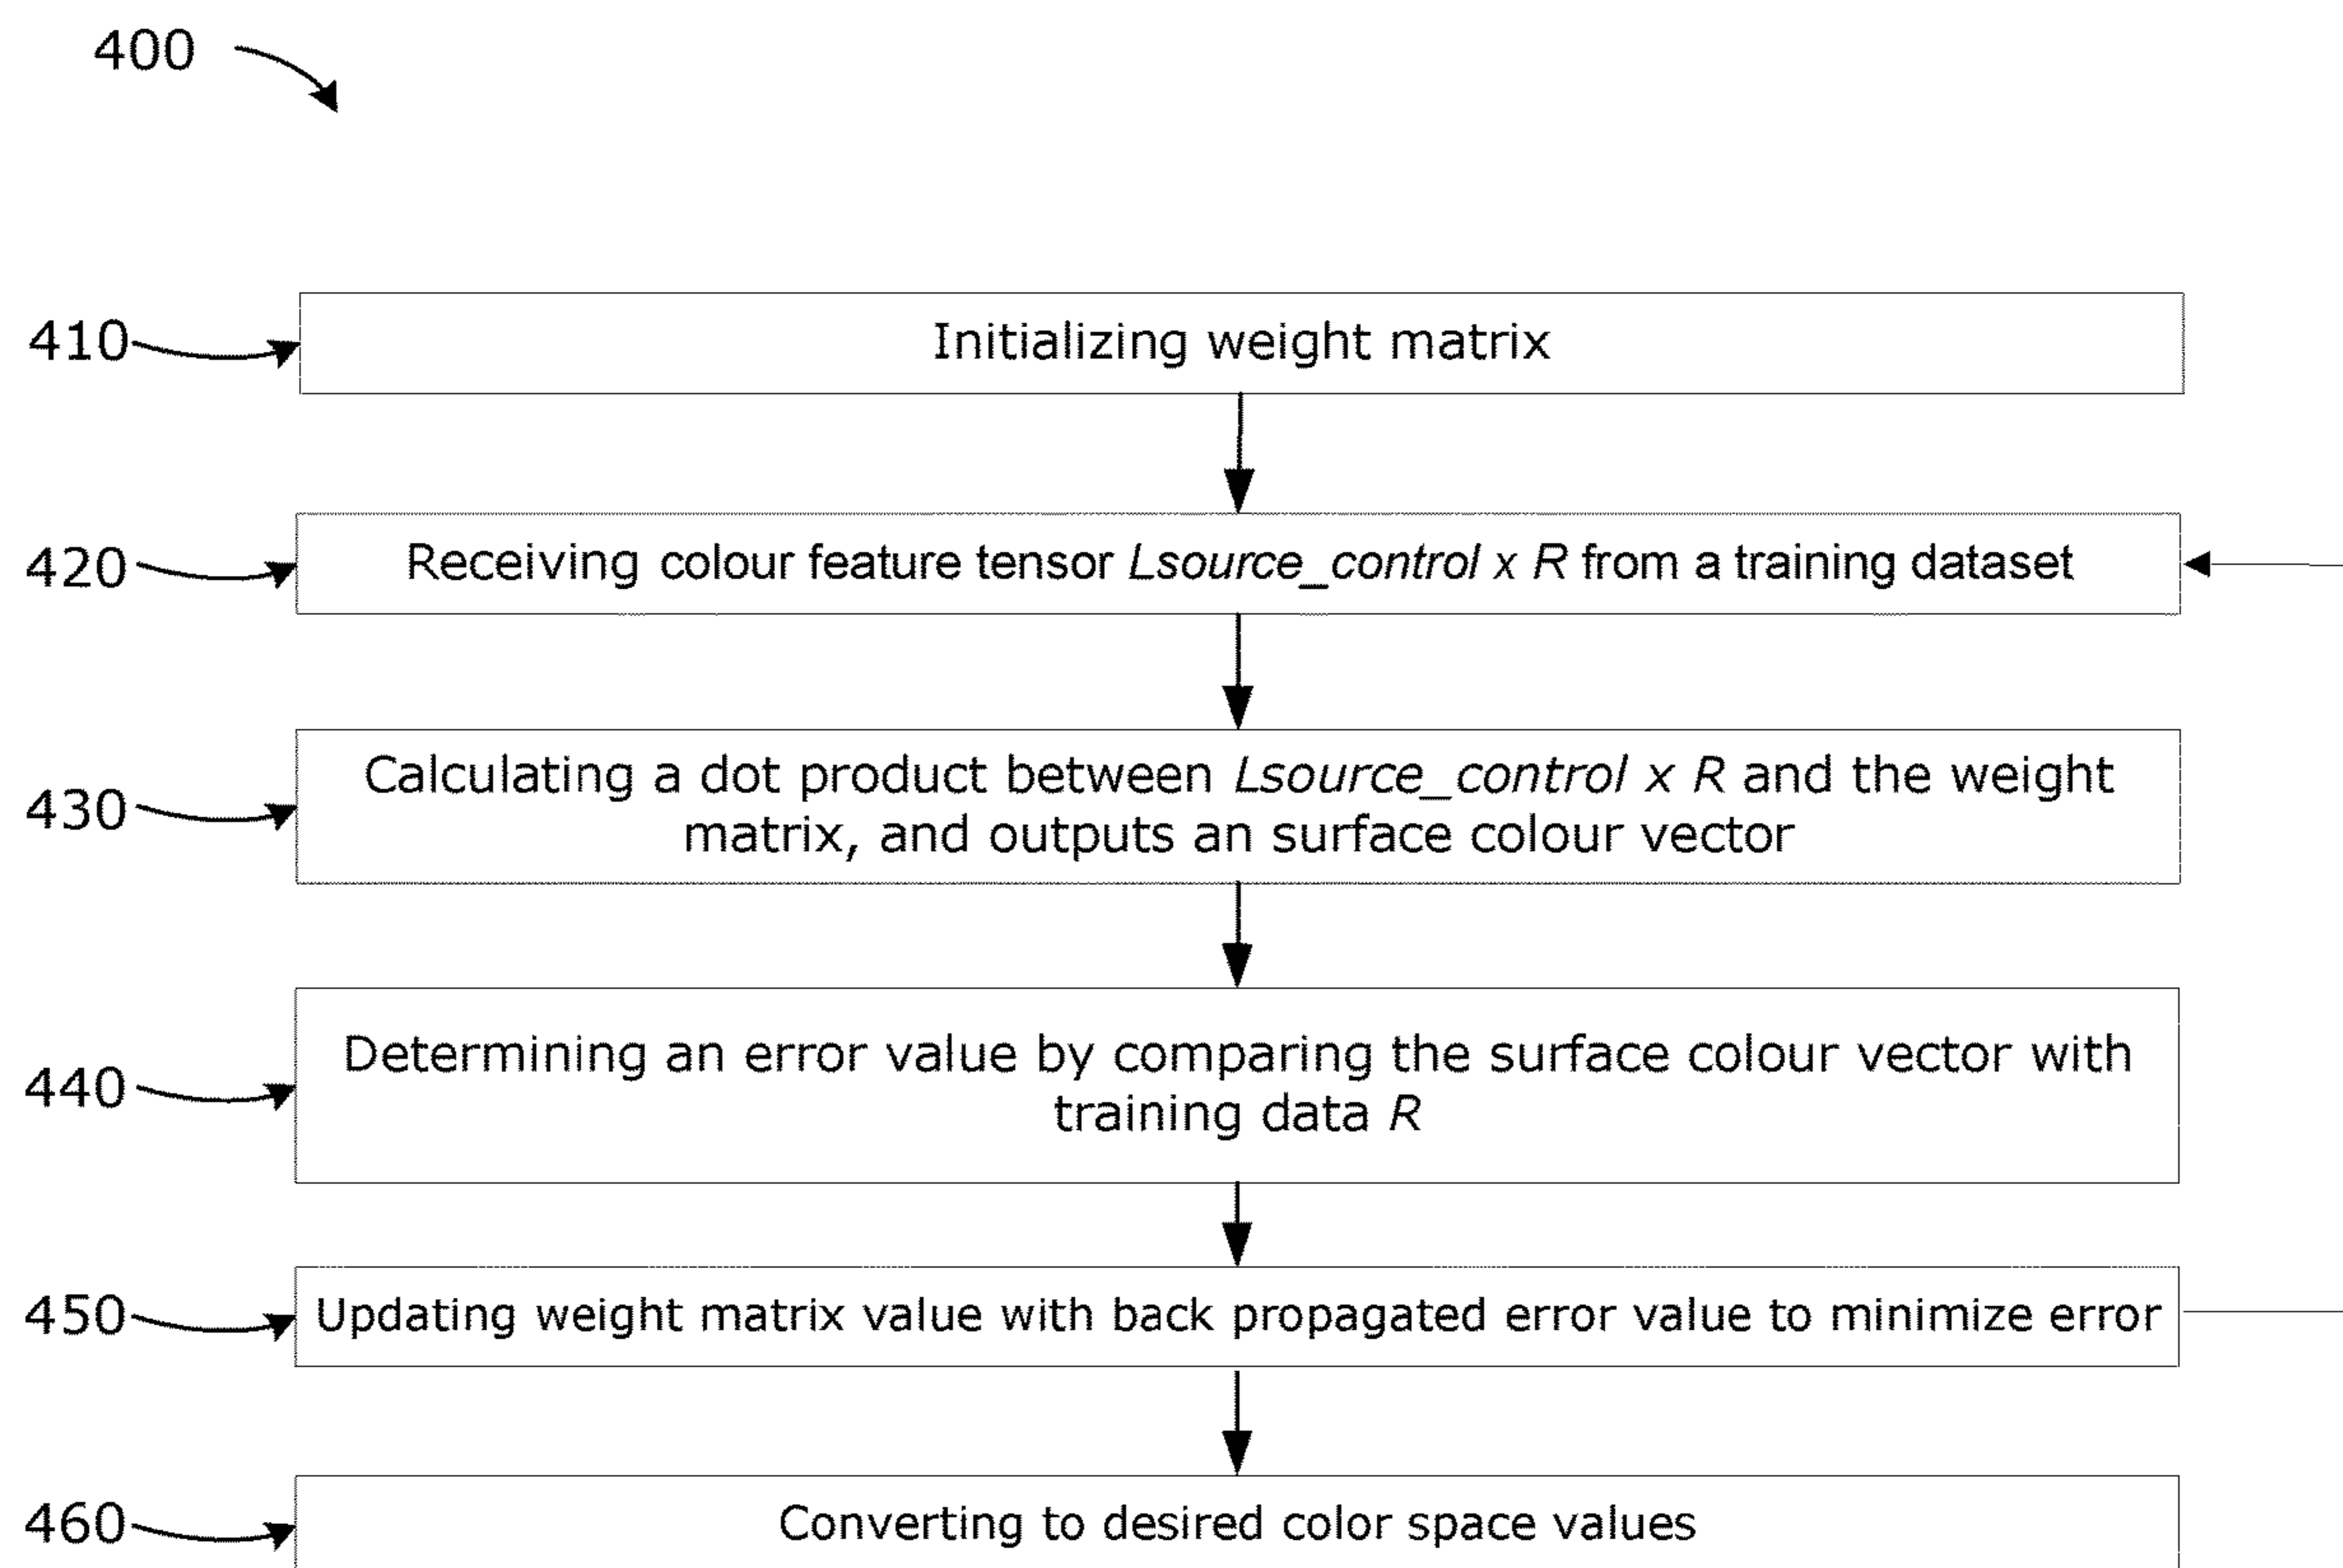 400
410
Initializing weight matrix
420
Receiving colour feature tensor Lsource_control x R from a training dataset
430
Calculating a dot product between Lsource_control x R and the weight
matrix, and outputs an surface colour vector
440
Determining an error value by comparing the surface colour vector with
training data R
450
Updating weight matrix value with back propagated error value to minimize error
460
Converting to desired color space values